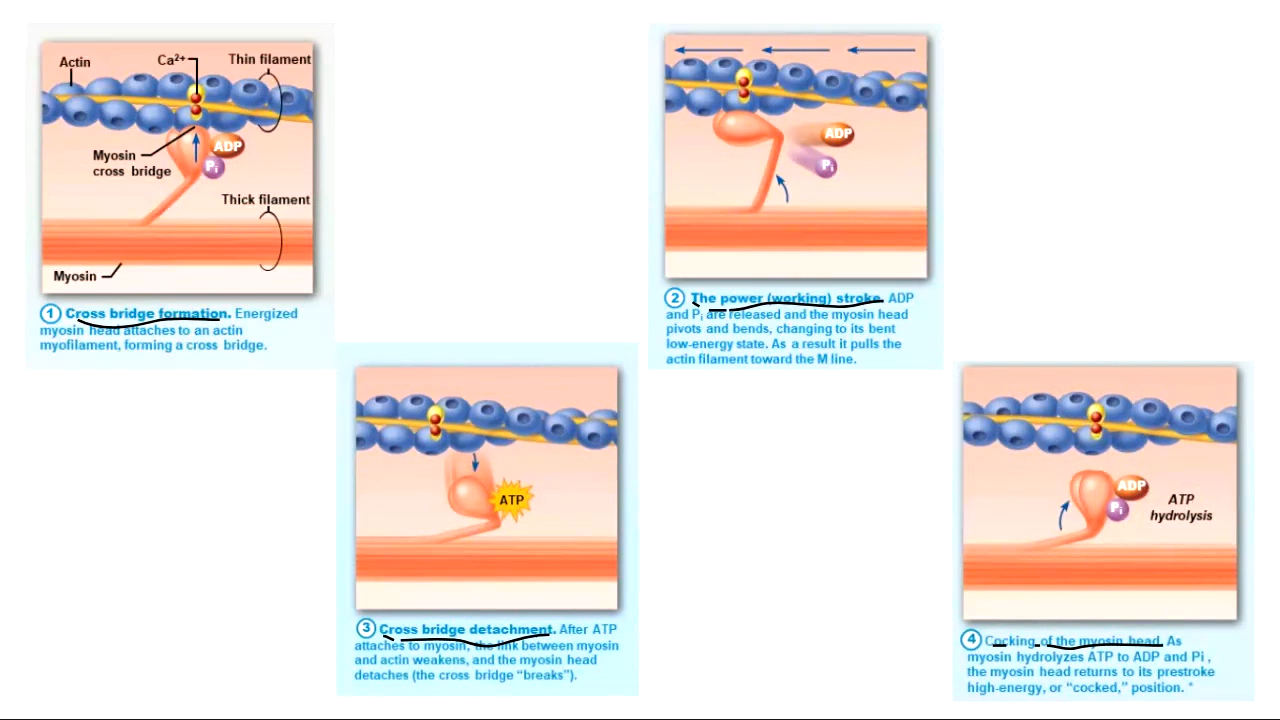 Actin
Ca2+
Thin filament
ADP
Pi
Myosin
cross bridge
Thick filament
Myosin
1 Cross bridge formation. Energized
myosin head attaches to an actin
myofilament, forming a cross bridge.
ADP
Pi
2 The power (working) stroke. ADP
and Pi are released and the myosin head
pivots and bends, changing to its bent
low-energy state. As a result it pulls the
actin filament toward the M line.
ATP
3 Cross bridge detachment. After ATP
attaches to myosin, the link between myosin
and actin weakens, and the myosin head
detaches (the cross bridge “breaks”).
ADP
Pi
ATP
hydrolysis
4 Cocking of the myosin head. As
myosin hydrolyzes ATP to ADP and Pi ,
the myosin head returns to its prestroke
high-energy, or “cocked,” position. *